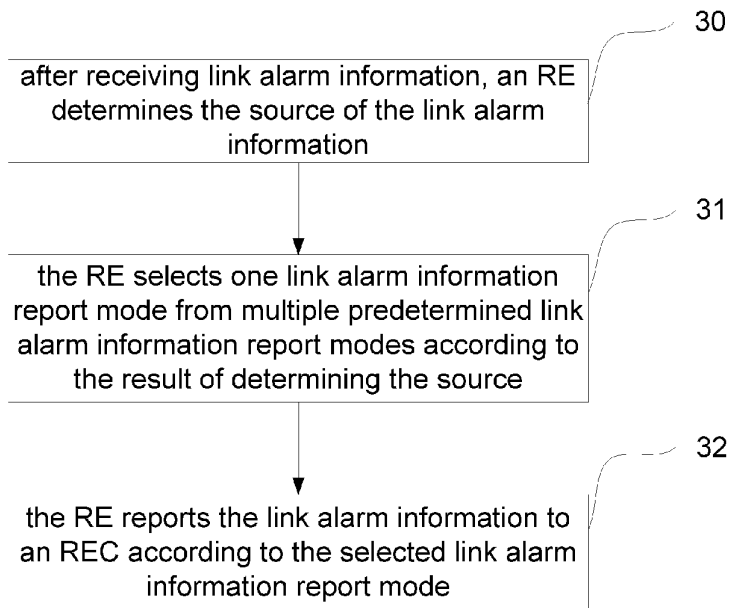 30
after receiving link alarm information, an RE
determines the source of the link alarm
information
31
the RE selects one link alarm information
report mode from multiple predetermined link
alarm information report modes according to
the result of determining the source
32
the RE reports the link alarm information to
an REC according to the selected link alarm
information report mode